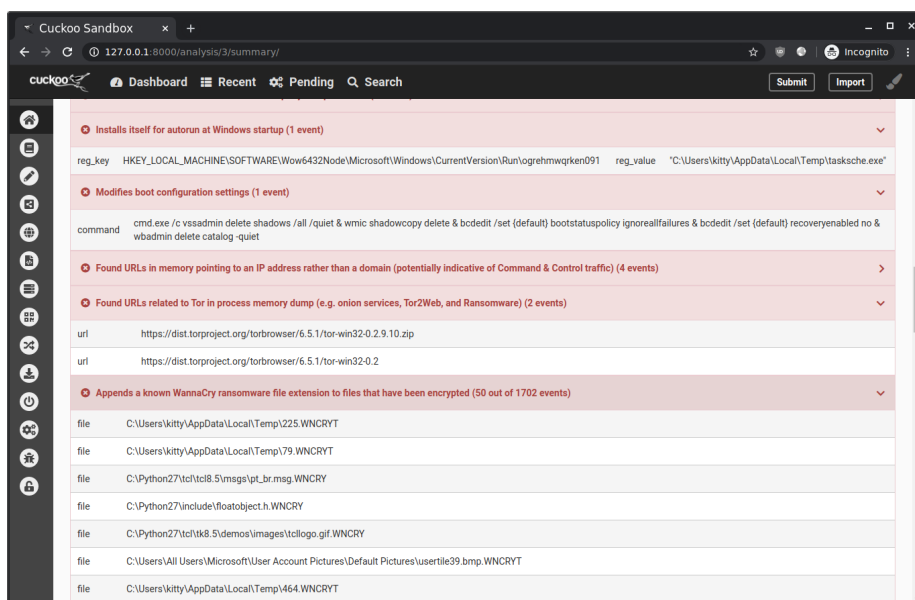 Cuckoo Sandbox
127.0.0.1:8000/analysis/3/summary/
Incognito
cuckoo Dashboard Recent Pending Search Submit Import
Installs itself for autorun at Windows startup (1 event)
reg_key HKEY_LOCAL_MACHINE\SOFTWARE\Wow6432Node\Microsoft\Windows\CurrentVersion\Run\ogrehmwqrken091 reg_value "C:\Users\kitty\AppData\Local\Temp\tasksche.exe"
Modifies boot configuration settings (1 event)
command cmd.exe /c vssadmin delete shadows /all /quiet & wmic shadowcopy delete & bcdedit /set {default} bootstatuspolicy ignoreallfailures & bcdedit /set {default} recoveryenabled no &
wbadmin delete catalog -quiet
Found URLs in memory pointing to an IP address rather than a domain (potentially indicative of Command & Control traffic) (4 events)
Found URLs related to Tor in process memory dump (e.g. onion services, Tor2Web, and Ransomware) (2 events)
url https://dist.torproject.org/torbrowser/6.5.1/tor-win32-0.2.9.10.zip
url https://dist.torproject.org/torbrowser/6.5.1/tor-win32-0.2
Appends a known WannaCry ransomware file extension to files that have been encrypted (50 out of 1702 events)
file C:\Users\kitty\AppData\Local\Temp\225.WNCRYT
file C:\Users\kitty\AppData\Local\Temp\79.WNCRYT
file C:\Python27\tcl\tcl8.5\msgs\pt_br.msg.WNCRY
file C:\Python27\include\floatobject.h.WNCRY
file C:\Python27\tcl\tk8.5\demos\images\tcllogo.gif.WNCRY
file C:\Users\All Users\Microsoft\User Account Pictures\Default Pictures\usertile39.bmp.WNCRYT
file C:\Users\kitty\AppData\Local\Temp\464.WNCRYT